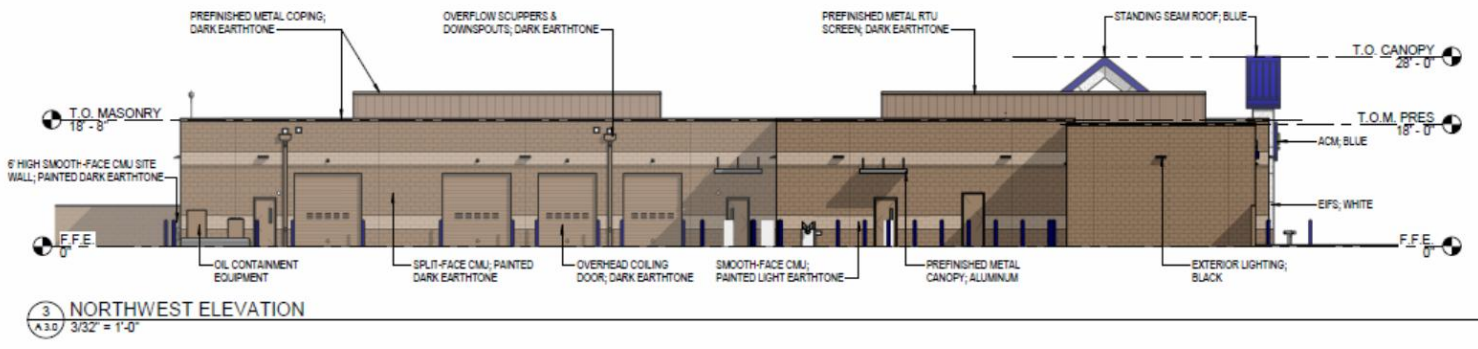 PREFINISHED METAL COPING;
DARK EARTHTONE
OVERFLOW SCUPPERS &
DOWNSPOUTS; DARK EARTHTONE
PREFINISHED METAL RTU
SCREEN; DARK EARTHTONE
STANDING SEAM ROOF; BLUE
T.O. CANOPY
28' - 0"
T.O. MASONRY
18' - 8"
T.O.M. PRES
18' - 0"
ACM; BLUE
6' HIGH SMOOTH-FACE CMU SITE
WALL; PAINTED DARK EARTHTONE
EIFS; WHITE
F.F.E.
0"
F.F.E.
0"
OIL CONTAINMENT
EQUIPMENT
SPLIT-FACE CMU; PAINTED
DARK EARTHTONE
OVERHEAD COILING
DOOR; DARK EARTHTONE
SMOOTH-FACE CMU;
PAINTED LIGHT EARTHTONE
PREFINISHED METAL
CANOPY; ALUMINUM
EXTERIOR LIGHTING;
BLACK
3
A3.0
NORTHWEST ELEVATION
3/32" = 1'-0"